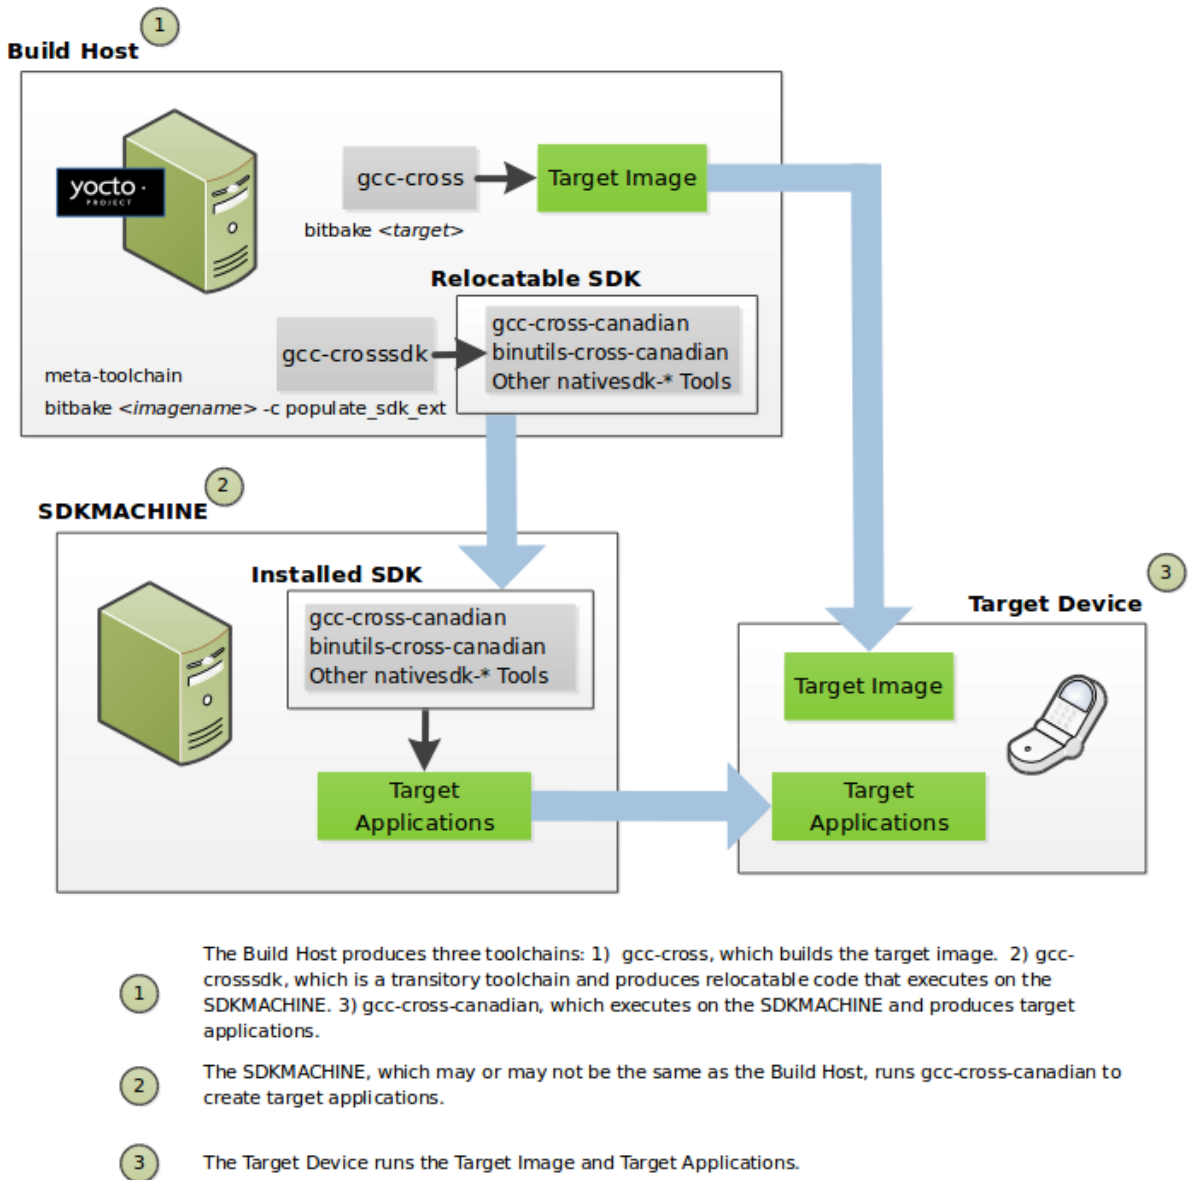 1
Build Host
yocto ·
PROJECT
gcc-cross
Target Image
bitbake <target>
Relocatable SDK
gcc-crosssdk
gcc-cross-canadian
binutils-cross-canadian
Other nativesdk-* Tools
meta-toolchain
bitbake <imagename> -c populate_sdk_ext
2
SDKMACHINE
Installed SDK
gcc-cross-canadian
binutils-cross-canadian
Other nativesdk-* Tools
Target
Applications
3
Target Device
Target Image
Target
Applications
1
The Build Host produces three toolchains: 1) gcc-cross, which builds the target image. 2) gcc-
crosssdk, which is a transitory toolchain and produces relocatable code that executes on the
SDKMACHINE. 3) gcc-cross-canadian, which executes on the SDKMACHINE and produces target
applications.
2
The SDKMACHINE, which may or may not be the same as the Build Host, runs gcc-cross-canadian to
create target applications.
3
The Target Device runs the Target Image and Target Applications.